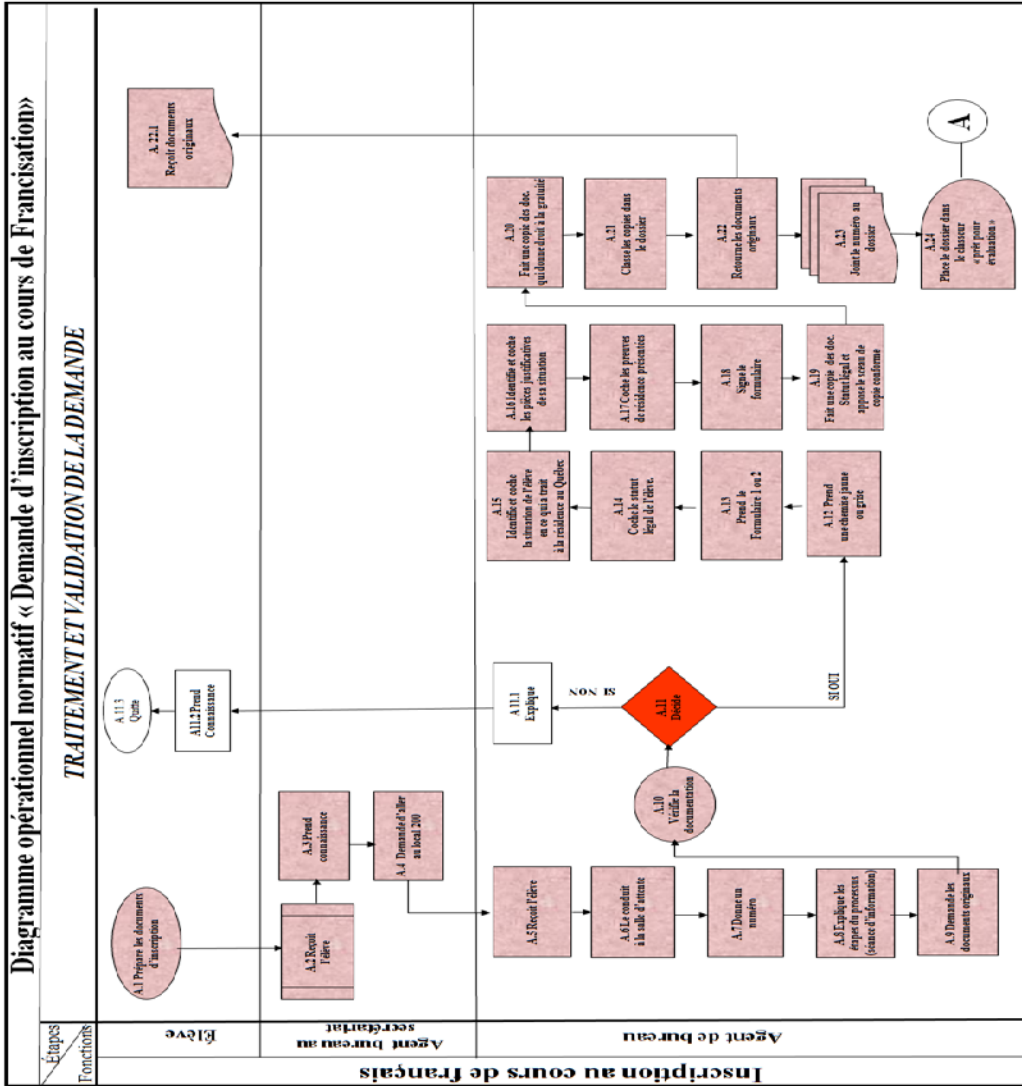 Diagramme opérationnel normatif « Demande d'inscription au cours de Francisation»
Étapes
Fonctions
TRAITEMENT ET VALIDATION DE LA DEMANDE
Inscription au cours de français
Élève
A.1 Prépare les documents
d'inscription
A11.3
Quitte
A11.2 Prend
Connaissance
A. 22.1
Reçoit documents
originaux
Agent bureau au
secrétariat
A.2 Reçoit
l'élève
A.3 Prend
connaissance
A.4 Demande d'aller
au local 200
Agent de bureau
A.5 Reçoit l'élève
A.6 Le conduit
à la salle d'attente
A.7 Donne un
numéro
A.8 Explique les
étapes du processus
(séance d'information)
A.9 Demande les
documents originaux
A.10
Vérifie la
documentation
A.11
Décide
SI NON
A11.1
Explique
SI OUI
A.12 Prend
une chemise jaune
ou grise
A.13
Prend le
Formulaire 1 ou 2
A.14
Coche le statut
légal de l'élève.
A.15
Identifie et coche
la situation de l'élève
en ce qui a trait
à la résidence au Québec
A.16 Identifie et coche
les pièces justificatives
de sa situation
A.17 Coche les preuves
de résidence présentées
A.18
Signe le
formulaire
A.19
Fait une copie des doc.
Statut légal et
appose le sceau de
copie conforme
A.20
Fait une copie des doc.
qui donne droit à la gratuité
A.21
Classe les copies dans
le dossier
A.22
Retourne les documents
originaux
A.23
Joint le numéro au
dossier
A.24
Place le dossier dans
le classeur
« prêt pour
évaluation »
A